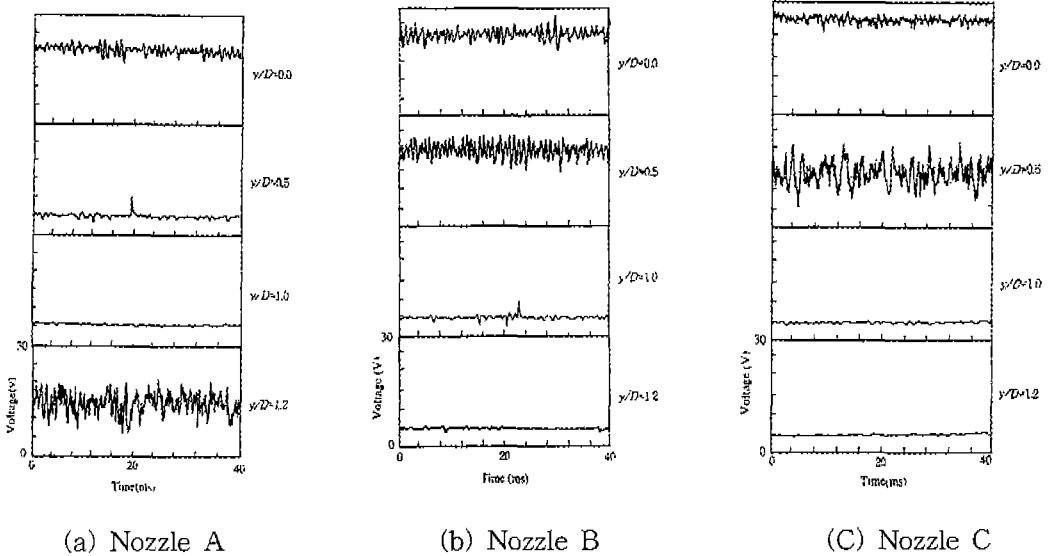 y/D=0.0
y/D=0.5
y/D=1.0
y/D=1.2
30
Voltage(v)
0
20
40
Time(ms)
(a) Nozzle A
y/D=0.0
y/D=0.5
y/D=1.0
y/D=1.2
30
Voltage (V)
0
0
20
40
Time (ms)
(b) Nozzle B
y/D=0.0
y/D=0.5
y/D=1.0
y/D=1.2
30
Voltage (V)
0
0
20
40
Time(ms)
(C) Nozzle C